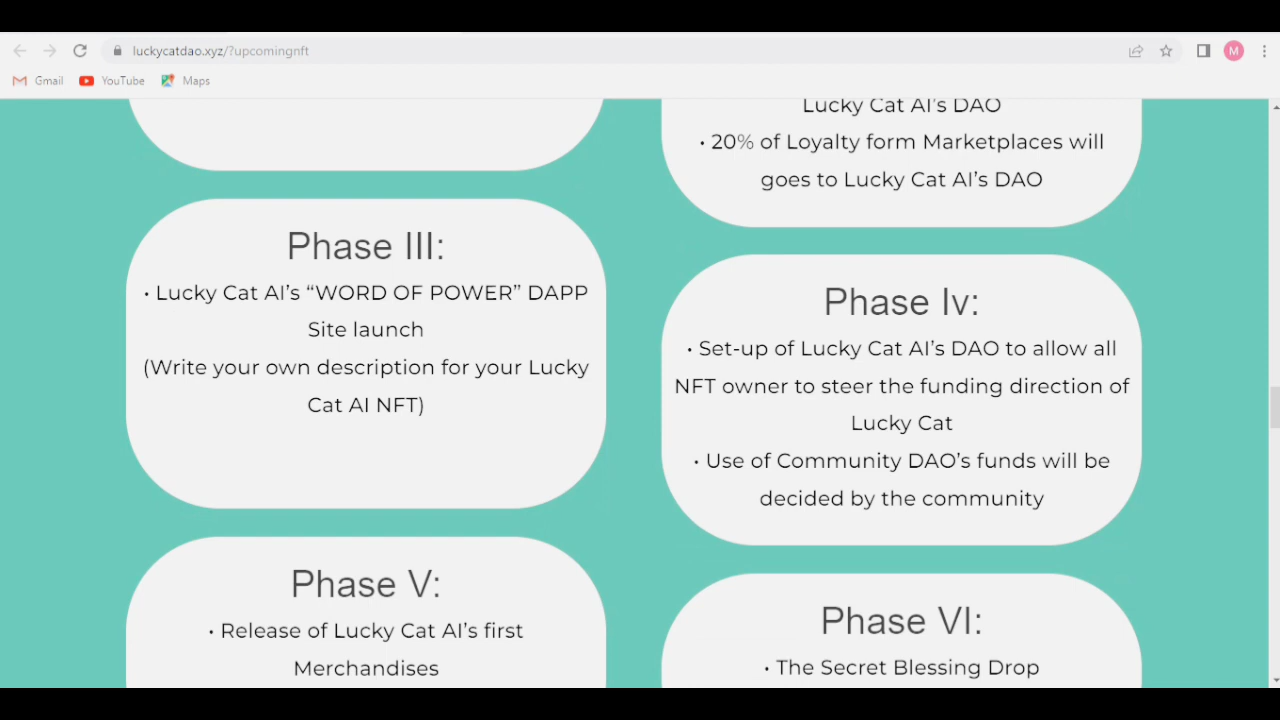 luckycatdao.xyz/?upcomingnft
M
Gmail
YouTube
Maps
Lucky Cat AI's DAO
• 20% of Loyalty form Marketplaces will
goes to Lucky Cat AI's DAO
Phase III:
• Lucky Cat AI's “WORD OF POWER” DAPP
Site launch
(Write your own description for your Lucky
Cat AI NFT)
Phase Iv:
• Set-up of Lucky Cat AI's DAO to allow all
NFT owner to steer the funding direction of
Lucky Cat
• Use of Community DAO's funds will be
decided by the community
Phase V:
• Release of Lucky Cat AI's first
Merchandises
Phase VI:
• The Secret Blessing Drop